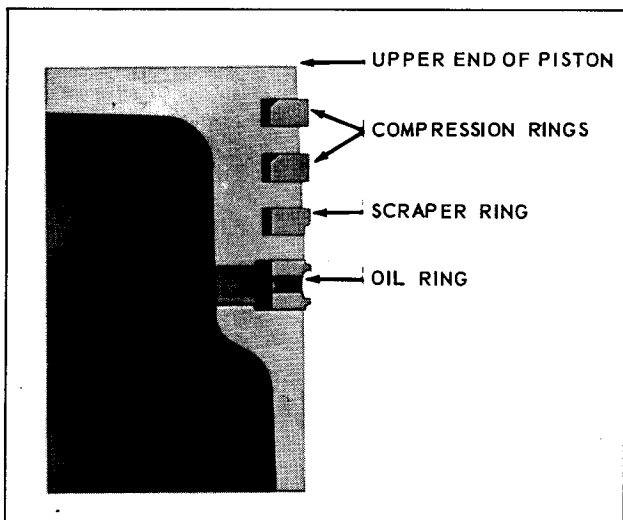 UPPER END OF PISTON
COMPRESSION RINGS
SCRAPER RING
OIL RING